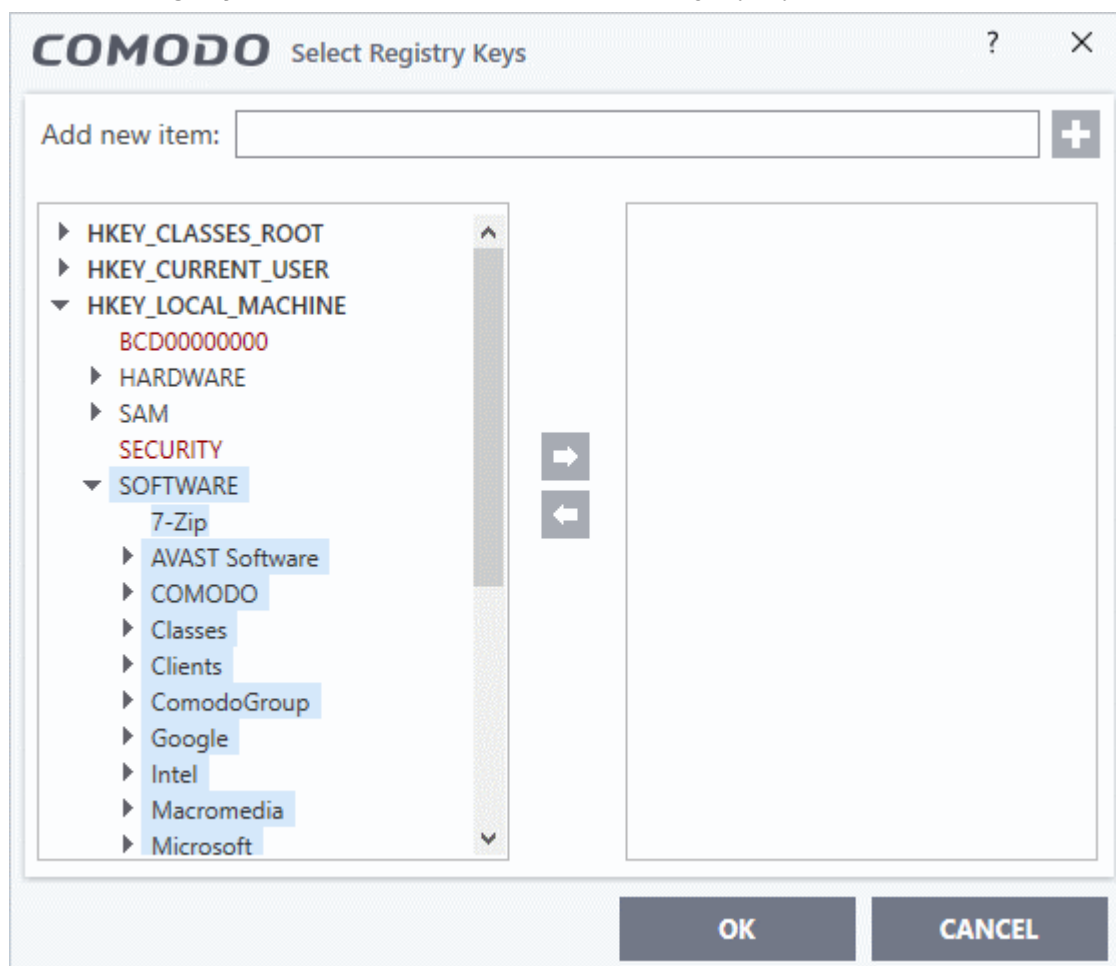 COMODO Select Registry Keys ? ×
Add new item:
HKEY_CLASSES_ROOT
HKEY_CURRENT_USER
HKEY_LOCAL_MACHINE
BCD00000000
HARDWARE
SAM
SECURITY
SOFTWARE
7-Zip
AVAST Software
COMODO
Classes
Clients
ComodoGroup
Google
Intel
Macromedia
Microsoft
OK CANCEL